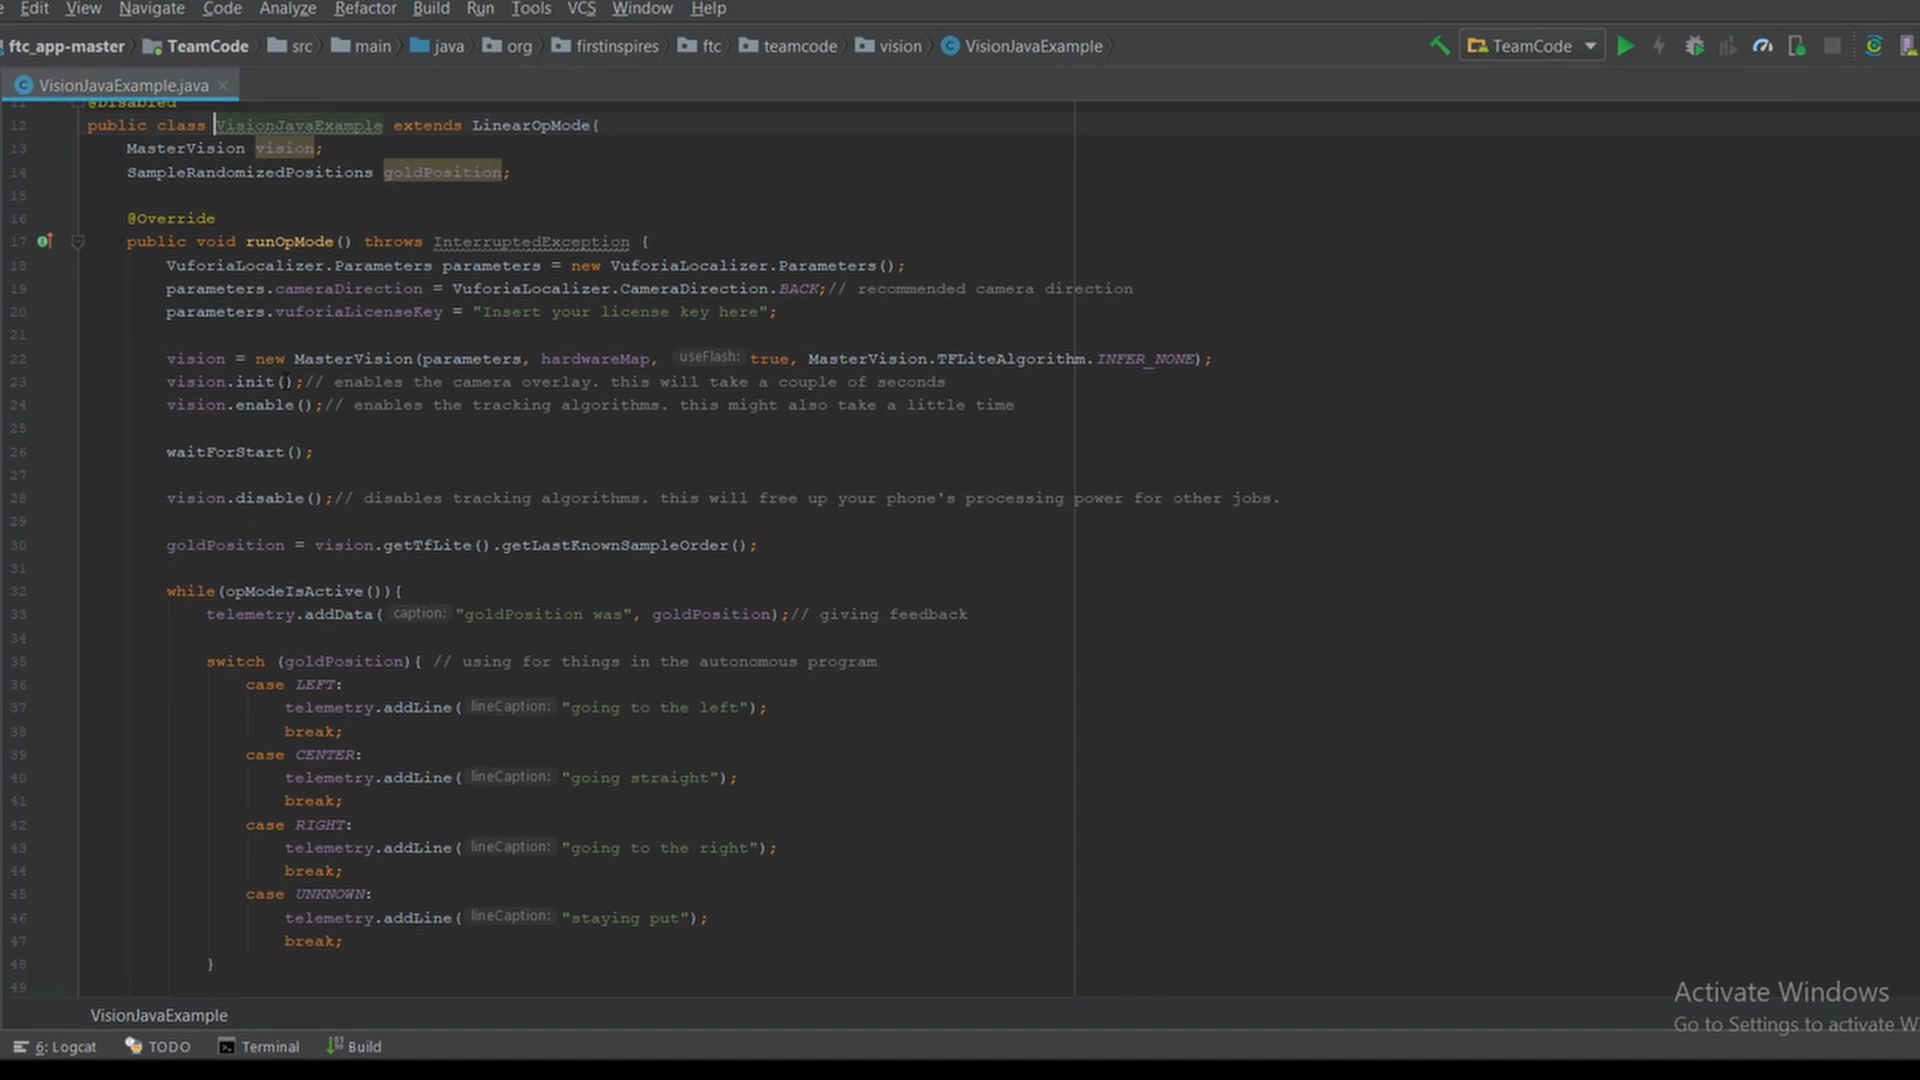 Edit View Navigate Code Analyze Refactor Build Run Tools VCS Window Help
ftc_app-master TeamCode src main java org firstinspires ftc teamcode vision VisionJavaExample TeamCode
VisionJavaExample.java
11 @Disabled
12 public class VisionJavaExample extends LinearOpMode{
13 MasterVision vision;
14 SampleRandomizedPositions goldPosition;
15
16 @Override
17 public void runOpMode() throws InterruptedException {
18 VuforiaLocalizer.Parameters parameters = new VuforiaLocalizer.Parameters();
19 parameters.cameraDirection = VuforiaLocalizer.CameraDirection.BACK;// recommended camera direction
20 parameters.vuforiaLicenseKey = "Insert your license key here";
21
22 vision = new MasterVision(parameters, hardwareMap, useFlash: true, MasterVision.TFLiteAlgorithm.INFER_NONE);
23 vision.init();// enables the camera overlay. this will take a couple of seconds
24 vision.enable();// enables the tracking algorithms. this might also take a little time
25
26 waitForStart();
27
28 vision.disable();// disables tracking algorithms. this will free up your phone's processing power for other jobs.
29
30 goldPosition = vision.getTfLite().getLastKnownSampleOrder();
31
32 while(opModeIsActive()){
33 telemetry.addData( caption: "goldPosition was", goldPosition);// giving feedback
34
35 switch (goldPosition){ // using for things in the autonomous program
36 case LEFT:
37 telemetry.addLine( lineCaption: "going to the left");
38 break;
39 case CENTER:
40 telemetry.addLine( lineCaption: "going straight");
41 break;
42 case RIGHT:
43 telemetry.addLine( lineCaption: "going to the right");
44 break;
45 case UNKNOWN:
46 telemetry.addLine( lineCaption: "staying put");
47 break;
48 }
49
Activate Windows
Go to Settings to activate W
VisionJavaExample
6: Logcat TODO Terminal Build